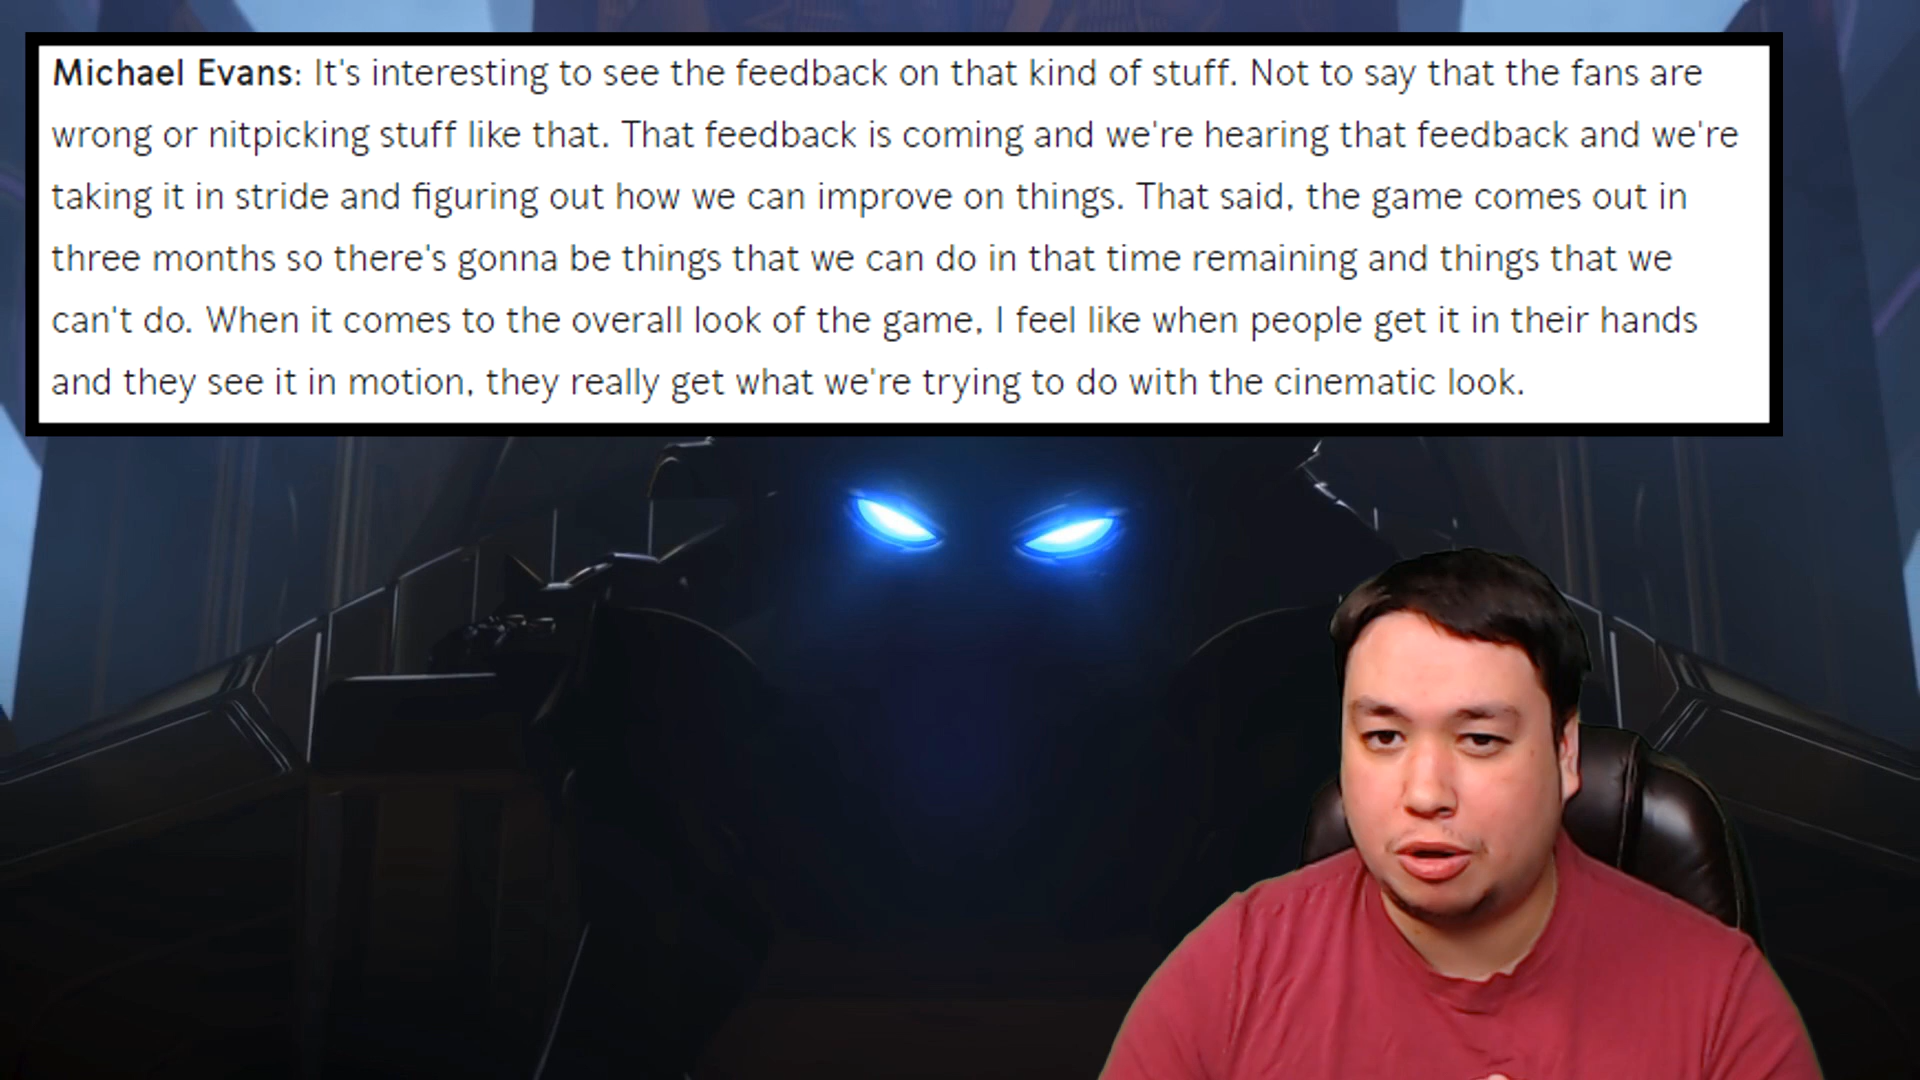 Michael Evans: It's interesting to see the feedback on that kind of stuff. Not to say that the fans are
wrong or nitpicking stuff like that. That feedback is coming and we're hearing that feedback and we're
taking it in stride and figuring out how we can improve on things. That said, the game comes out in
three months so there's gonna be things that we can do in that time remaining and things that we
can't do. When it comes to the overall look of the game, I feel like when people get it in their hands
and they see it in motion, they really get what we're trying to do with the cinematic look.